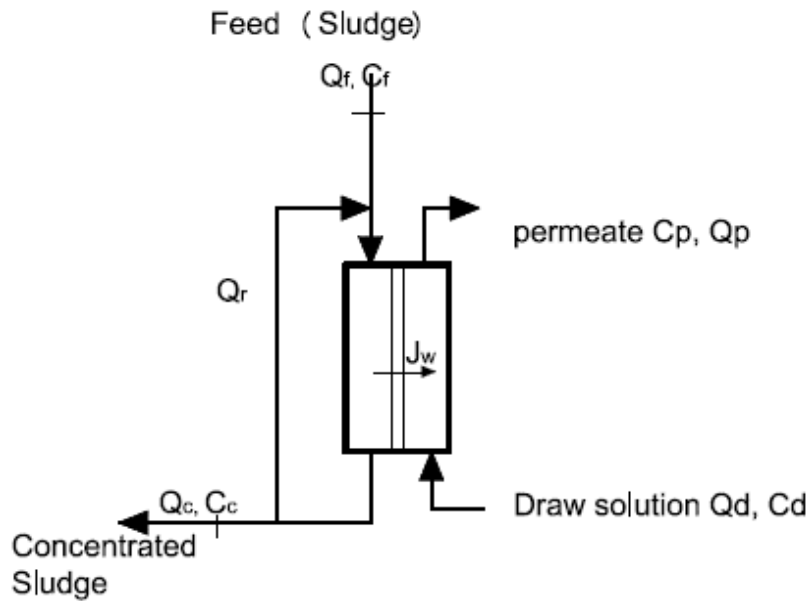 Feed ( Sludge)
Qf, Cf
permeate Cp, Qp
Qr
Jw
Qc, Cc
Draw solution Qd, Cd
Concentrated
Sludge